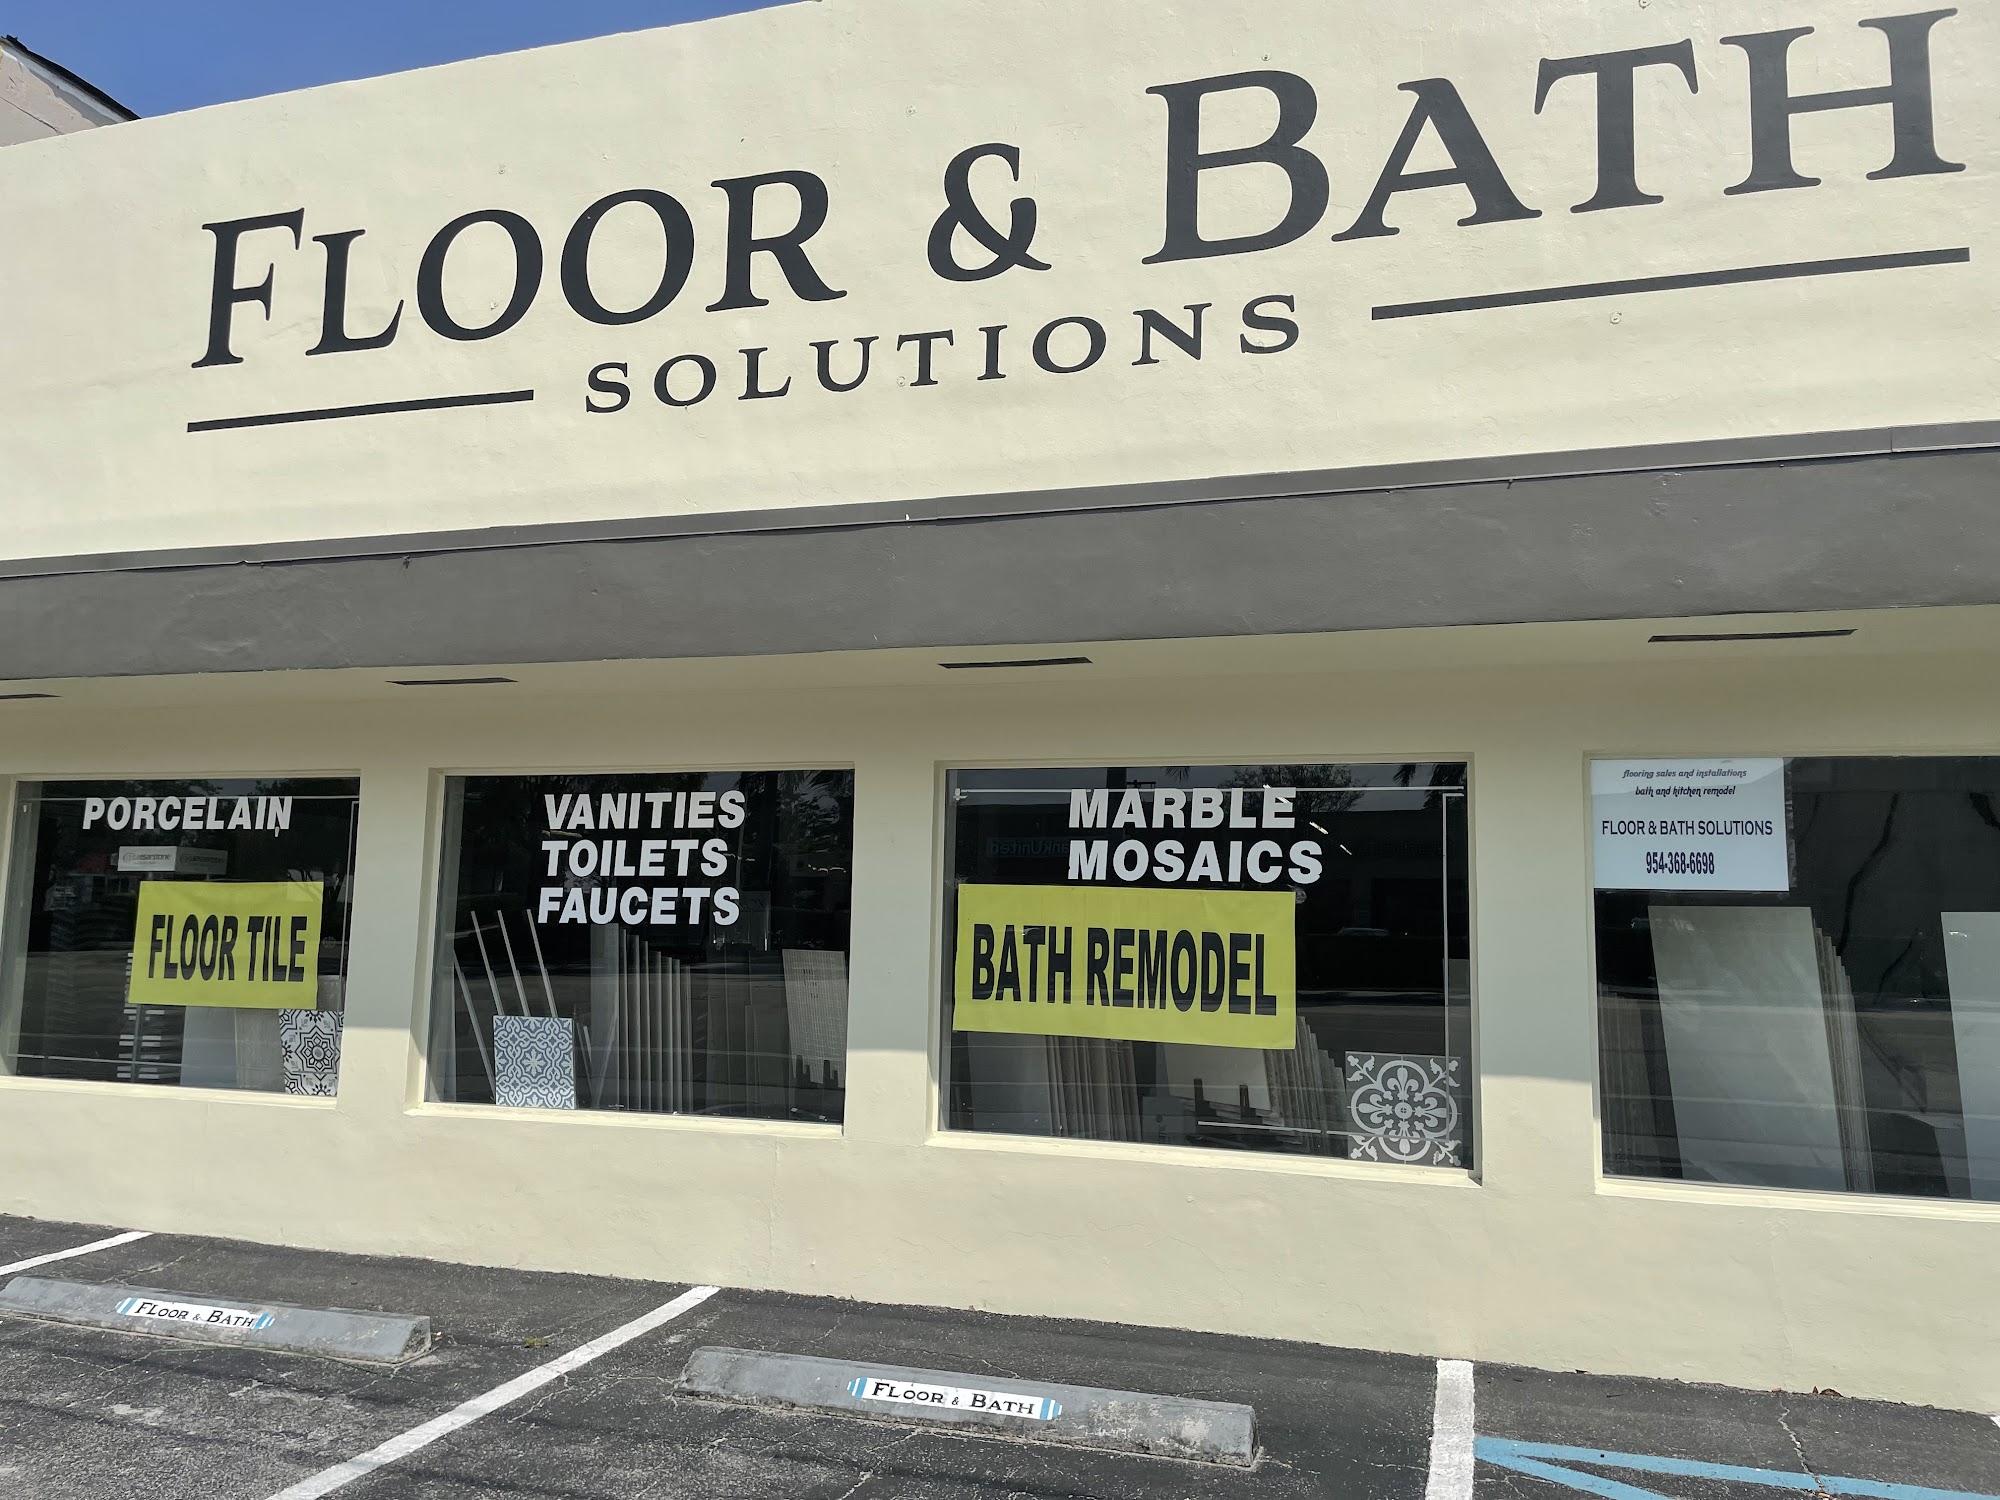 FLOOR & BATH
SOLUTIONS
PORCELAIN
FLOOR TILE
VANITIES
TOILETS
FAUCETS
MARBLE
MOSAICS
BATH REMODEL
flooring sales and installations
bath and kitchen remodel
FLOOR & BATH SOLUTIONS
954-368-6698
FLOOR & BATH
FLOOR & BATH